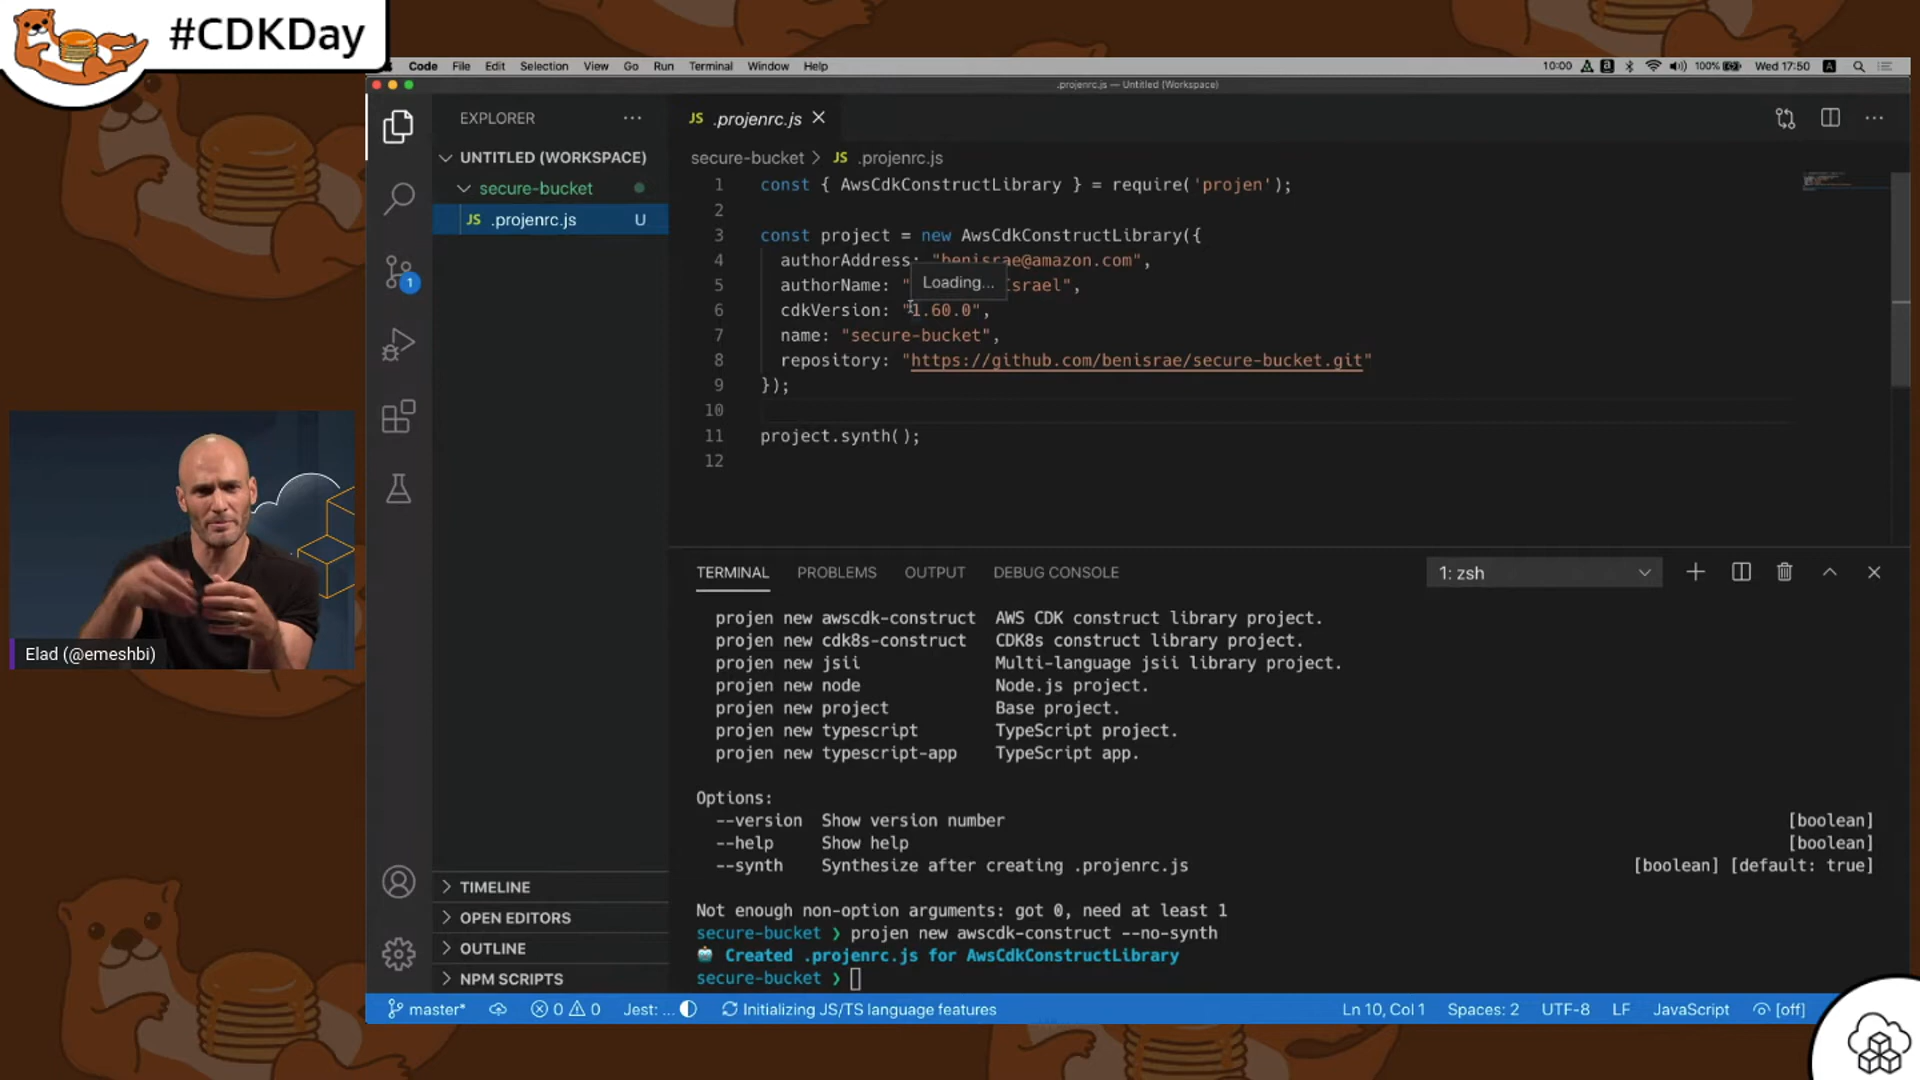 #CDKDay
Code File Edit Selection View Go Run Terminal Window Help
10:00 100% Wed 17:50
.projenrc.js — Untitled (Workspace)
EXPLORER
UNTITLED (WORKSPACE)
secure-bucket
JS .projenrc.js U
1
TIMELINE
OPEN EDITORS
OUTLINE
NPM SCRIPTS
JS .projenrc.js
secure-bucket > JS .projenrc.js
1 const { AwsCdkConstructLibrary } = require('projen');
2
3 const project = new AwsCdkConstructLibrary({
4 authorAddress: "benisrae@amazon.com",
5 authorName: " Israel",
Loading...
6 cdkVersion: "1.60.0",
7 name: "secure-bucket",
8 repository: "https://github.com/benisrae/secure-bucket.git"
9 });
10
11 project.synth();
12
TERMINAL PROBLEMS OUTPUT DEBUG CONSOLE 1: zsh
projen new awscdk-construct AWS CDK construct library project.
projen new cdk8s-construct CDK8s construct library project.
projen new jsii Multi-language jsii library project.
projen new node Node.js project.
projen new project Base project.
projen new typescript TypeScript project.
projen new typescript-app TypeScript app.
Options:
--version Show version number [boolean]
--help Show help [boolean]
--synth Synthesize after creating .projenrc.js [boolean] [default: true]
Not enough non-option arguments: got 0, need at least 1
secure-bucket ❯ projen new awscdk-construct --no-synth
Created .projenrc.js for AwsCdkConstructLibrary
secure-bucket ❯
master* 0 0 Jest: ... Initializing JS/TS language features Ln 10, Col 1 Spaces: 2 UTF-8 LF JavaScript [off]
Elad (@emeshbi)